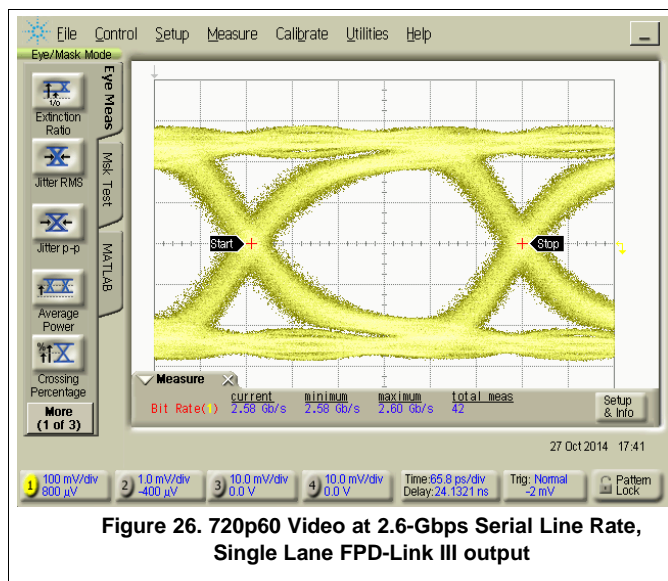 File Control Setup Measure Calibrate Utilities Help
Eye/Mask Mode
Eye Meas
Msk Test
MATLAB
1/0
Extinction
Ratio
Jitter RMS
Jitter p-p
Average
Power
Crossing
Percentage
More
(1 of 3)
Start
Stop
Measure
current minimum maximum total meas
Bit Rate(1) 2.58 Gb/s 2.58 Gb/s 2.60 Gb/s 42
Setup
& Info
27 Oct 2014 17:41
1 100 mV/div
800 µV
2 1.0 mV/div
-400 µV
3 10.0 mV/div
0.0 V
4 10.0 mV/div
0.0 V
Time:65.8 ps/div
Delay:24.1321 ns
Trig: Normal
-2 mV
Pattern
Lock
Figure 26. 720p60 Video at 2.6-Gbps Serial Line Rate,
Single Lane FPD-Link III output